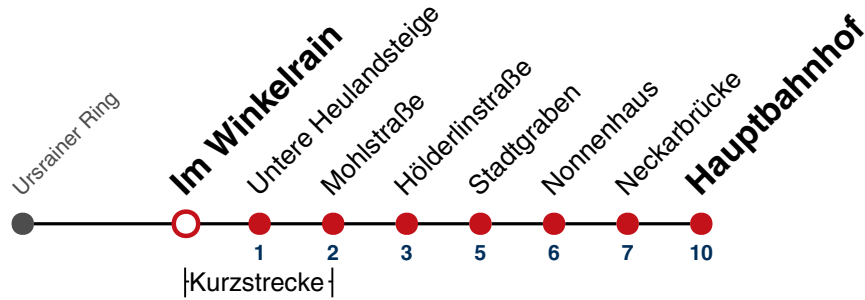 Ursrainer Ring
Im Winkelrain
Untere Heulandsteige
Mohlstraße
Hölderlinstraße
Stadtgraben
Nonnenhaus
Neckarbrücke
Hauptbahnhof
1 2 3 5 6 7 10
Kurzstrecke